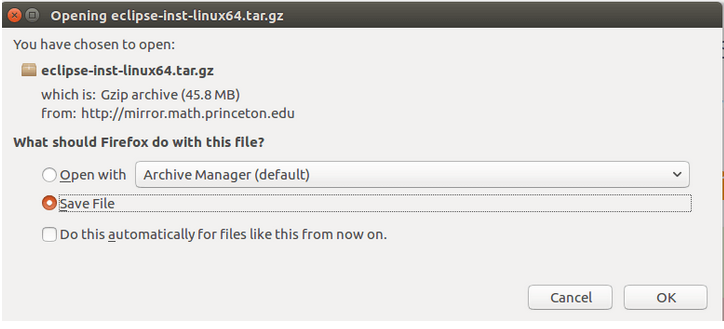 Opening eclipse-inst-linux64.tar.gz
You have chosen to open:
eclipse-inst-linux64.tar.gz
which is: Gzip archive (45.8 MB)
from: http://mirror.math.princeton.edu
What should Firefox do with this file?
Open with Archive Manager (default)
Save File
Do this automatically for files like this from now on.
Cancel OK